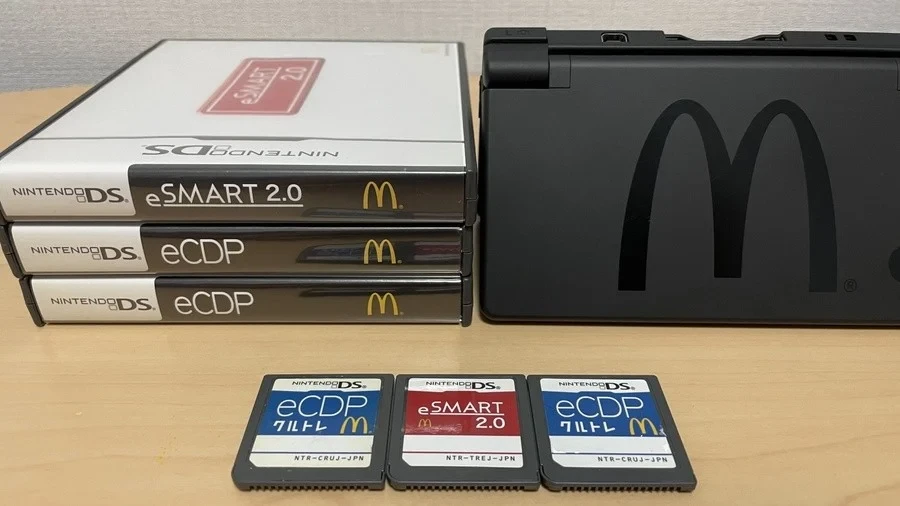 eSMART
2.0
NINTENDO DS
NINTENDO DS® eSMART 2.0 M®
NINTENDO DS® eCDP M®
NINTENDO DS® eCDP M®
M®
NINTENDO DS®
eCDP
クルトレ M
NTR-CRUJ-JPN
NINTENDO DS®
eSMART
M 2.0
NTR-TREJ-JPN
NINTENDO DS®
eCDP
クルトレ M
NTR-CRUJ-JPN